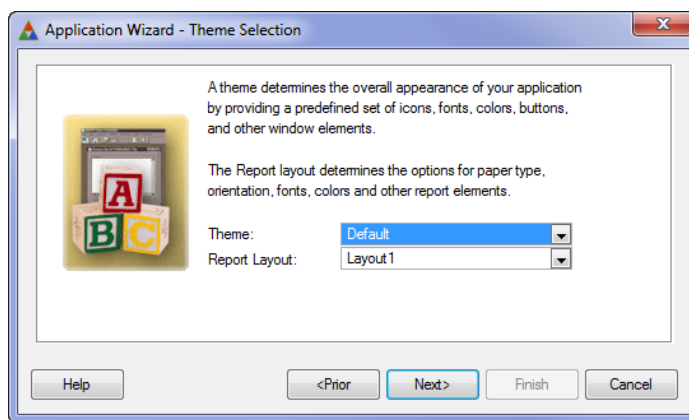 Application Wizard - Theme Selection
A theme determines the overall appearance of your application
by providing a predefined set of icons, fonts, colors, buttons,
and other window elements.
The Report layout determines the options for paper type,
orientation, fonts, colors and other report elements.
A
B C
Theme: Default
Report Layout: Layout1
Help <Prior Next> Finish Cancel